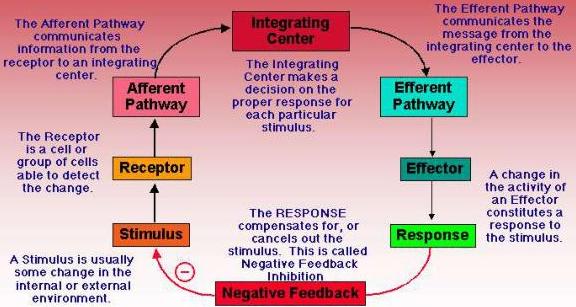 The Afferent Pathway
communicates
information from the
receptor to an integrating
center.
Integrating
Center
The Efferent Pathway
communicates the
message from the
integrating center to the
effector.
Afferent
Pathway
The Integrating
Center makes a
decision on the
proper response for
each particular
stimulus.
Efferent
Pathway
The Receptor
is a cell or
group of cells
able to detect
the change.
Receptor
Effector
A change in
the activity of
an Effector
constitutes a
response to
the stimulus.
Stimulus
The RESPONSE
compensates for, or
cancels out the
stimulus. This is called
Negative Feedback
Inhibition
Response
A Stimulus is usually
some change in the
internal or external
environment.
−
Negative Feedback